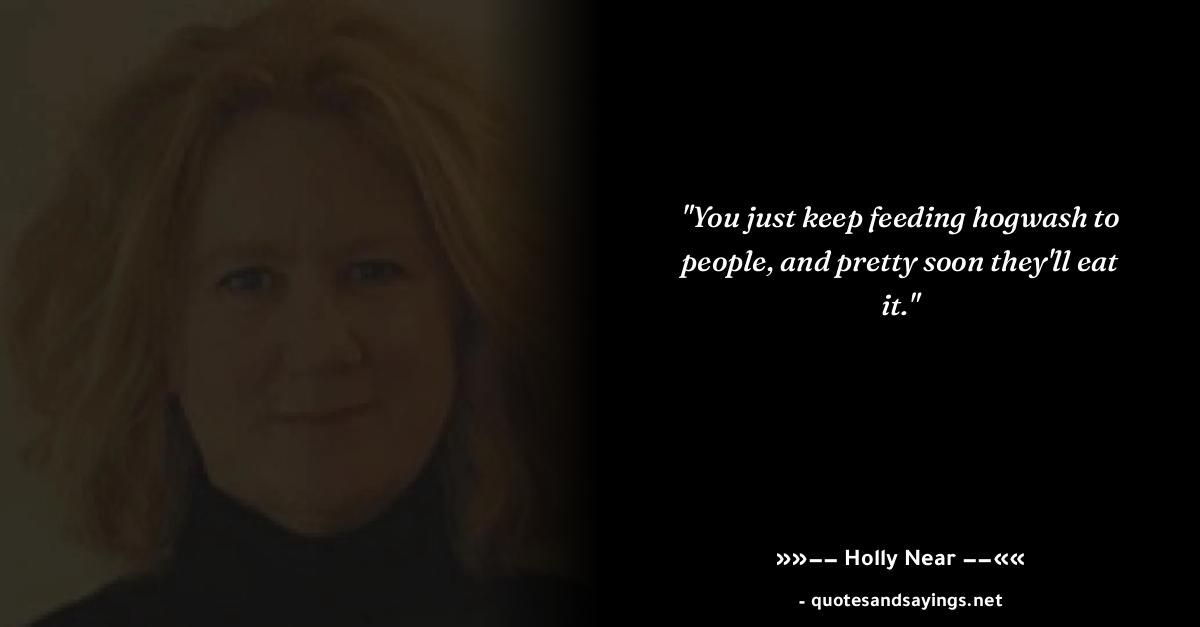 "You just keep feeding hogwash to
people, and pretty soon they'll eat
it."
»»−− Holly Near −−««
- quotesandsayings.net